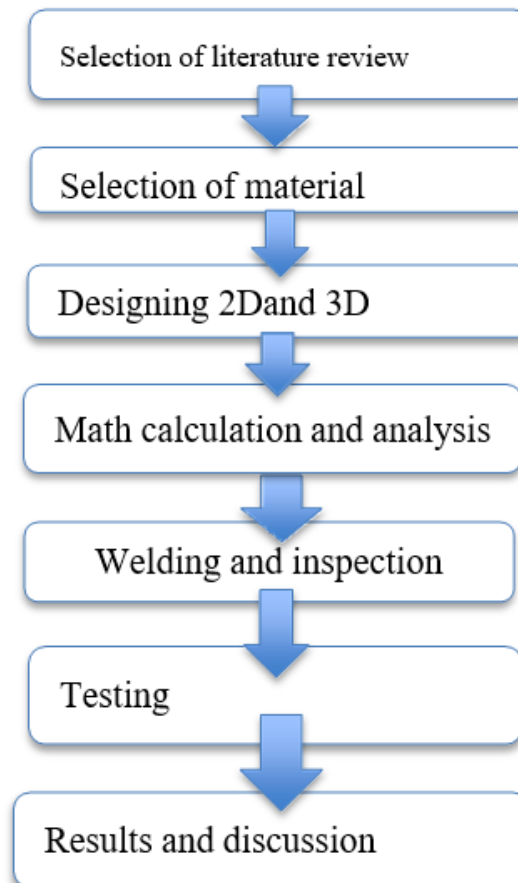 Selection of literature review
Selection of material
Designing 2Dand 3D
Math calculation and analysis
Welding and inspection
Testing
Results and discussion